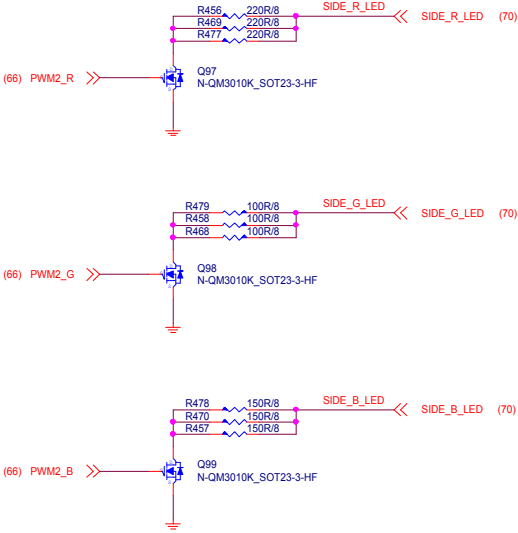 R456 220R/8 SIDE_R_LED
R469 220R/8 SIDE_R_LED (70)
R477 220R/8
Q97
(66) PWM2_R
N-QM3010K_SOT23-3-HF
R479 100R/8 SIDE_G_LED
R458 100R/8 SIDE_G_LED (70)
R468 100R/8
Q98
(66) PWM2_G
N-QM3010K_SOT23-3-HF
R478 150R/8 SIDE_B_LED
R470 150R/8 SIDE_B_LED (70)
R457 150R/8
Q99
(66) PWM2_B
N-QM3010K_SOT23-3-HF